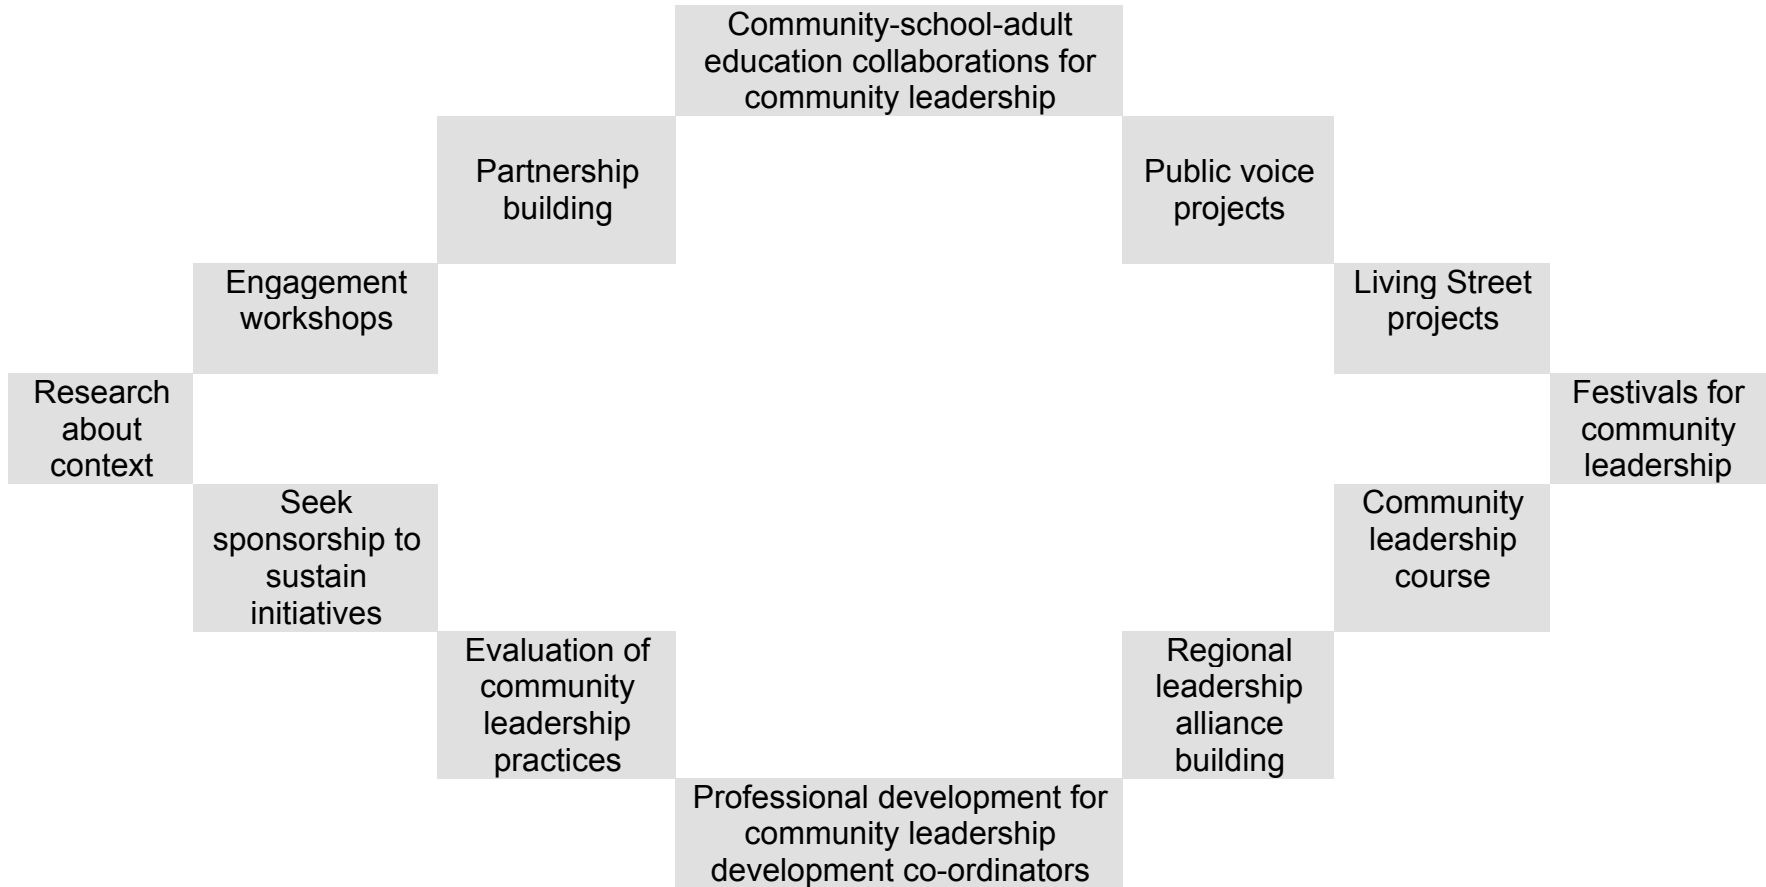 Community-school-adult
education collaborations for
community leadership
Partnership
building
Public voice
projects
Engagement
workshops
Living Street
projects
Research
about
context
Festivals for
community
leadership
Seek
sponsorship to
sustain
initiatives
Community
leadership
course
Evaluation of
community
leadership
practices
Regional
leadership
alliance
building
Professional development for
community leadership
development co-ordinators